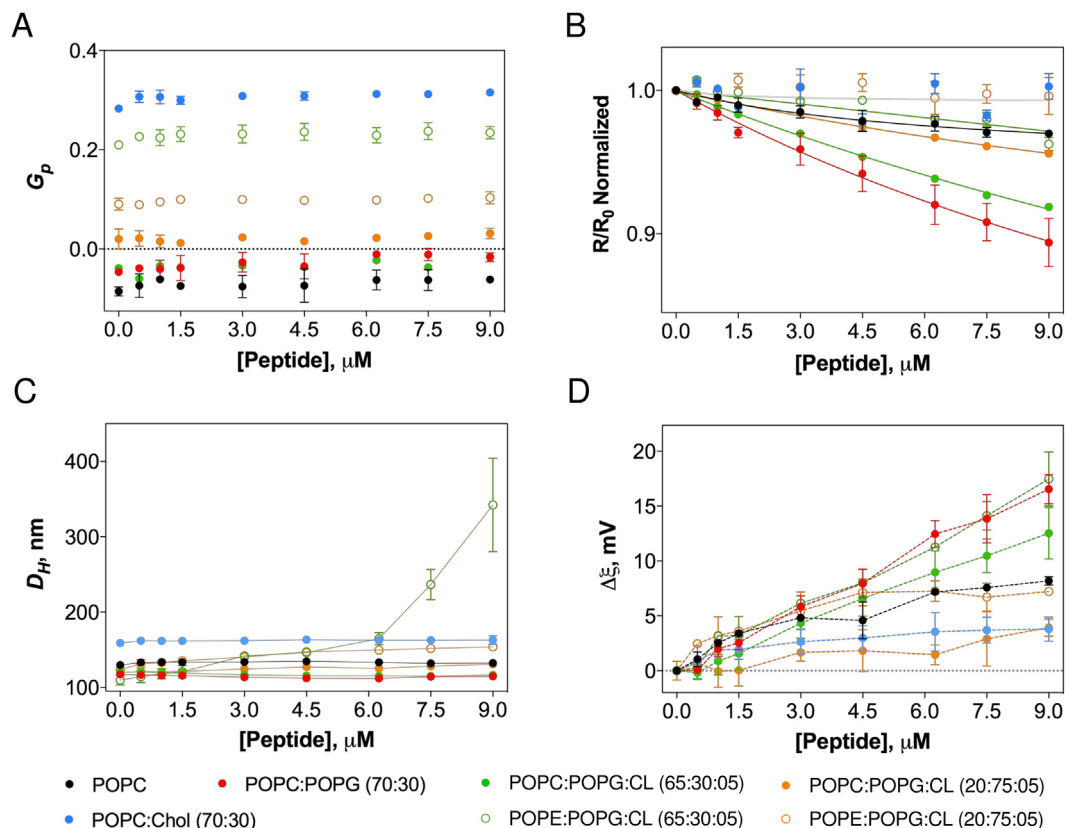 A
B
0.4
0.2
0.0
Gp
0.0 1.5 3.0 4.5 6.0 7.5 9.0
[Peptide], μM
1.0
0.9
R/R0 Normalized
0.0 1.5 3.0 4.5 6.0 7.5 9.0
[Peptide], μM
C
D
400
300
200
100
DH, nm
0.0 1.5 3.0 4.5 6.0 7.5 9.0
[Peptide], μM
20
15
10
5
0
Δξ, mV
0.0 1.5 3.0 4.5 6.0 7.5 9.0
[Peptide], μM
POPC POPC:POPG (70:30) POPC:POPG:CL (65:30:05) POPC:POPG:CL (20:75:05)
POPC:Chol (70:30) POPE:POPG:CL (65:30:05) POPE:POPG:CL (20:75:05)